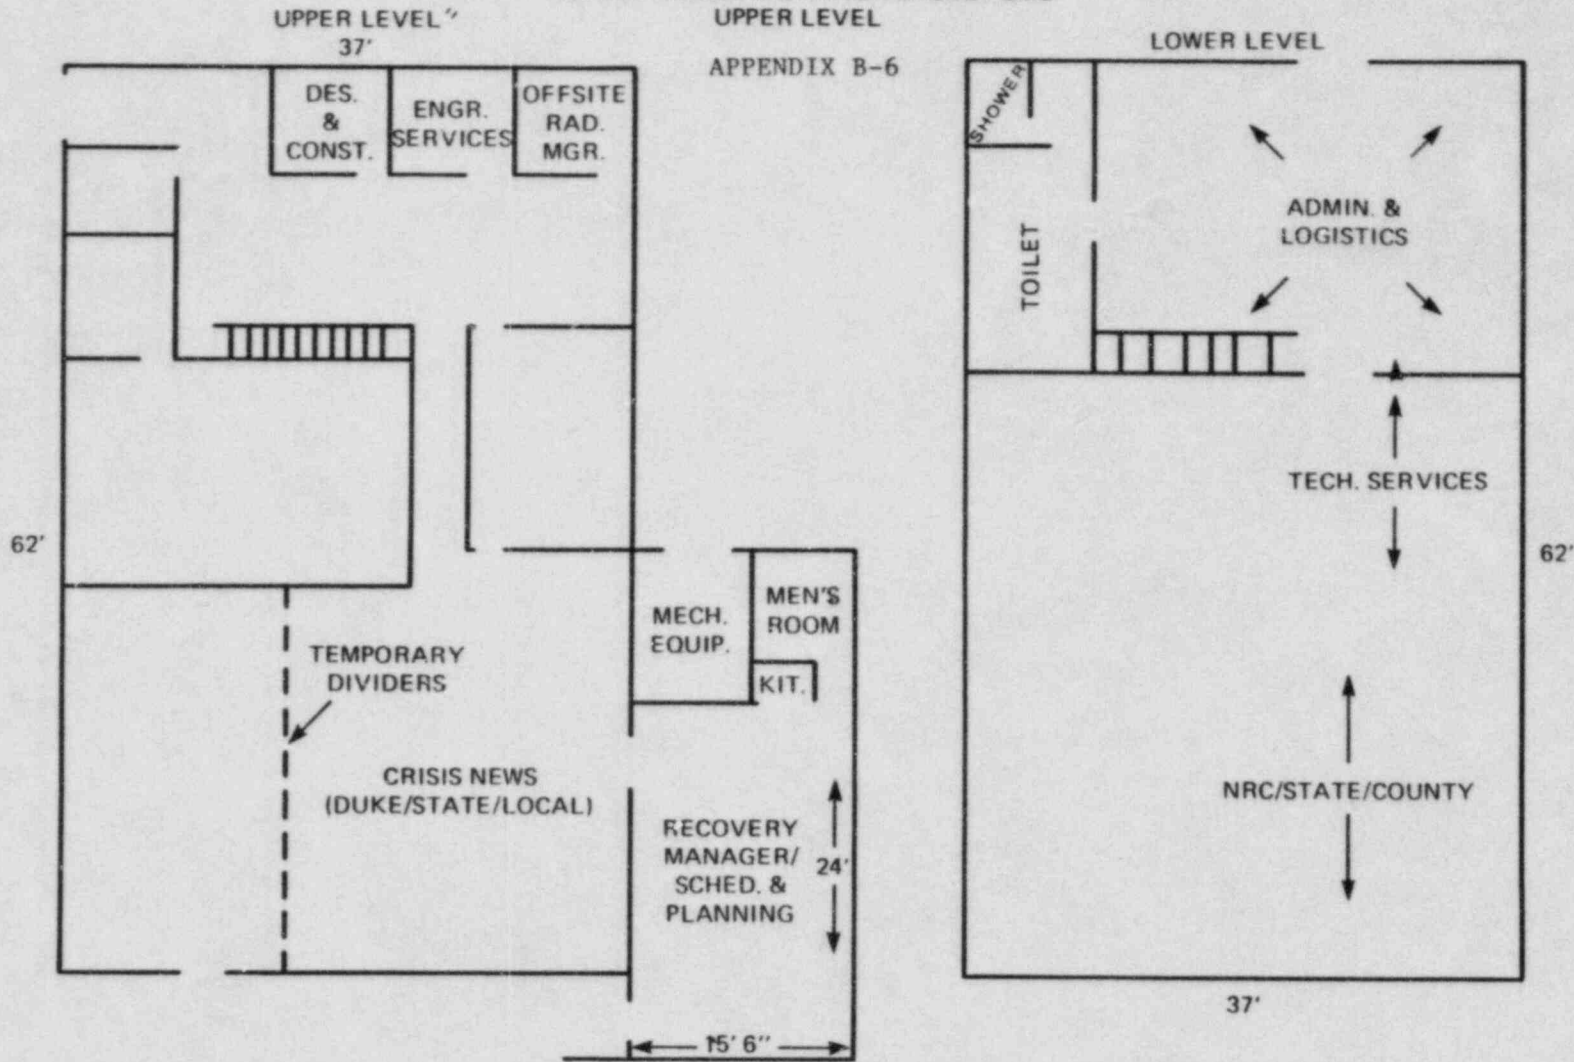 UPPER LEVEL"
37'
UPPER LEVEL
APPENDIX B-6
LOWER LEVEL
DES.
&
CONST.
ENGR.
SERVICES
OFFSITE
RAD.
MGR.
SHOWER
TOILET
ADMIN. &
LOGISTICS
TECH. SERVICES
62'
62'
MECH.
EQUIP.
MEN'S
ROOM
KIT.
TEMPORARY
DIVIDERS
CRISIS NEWS
(DUKE/STATE/LOCAL)
RECOVERY
MANAGER/
SCHED. &
PLANNING
24'
NRC/STATE/COUNTY
37'
15' 6"